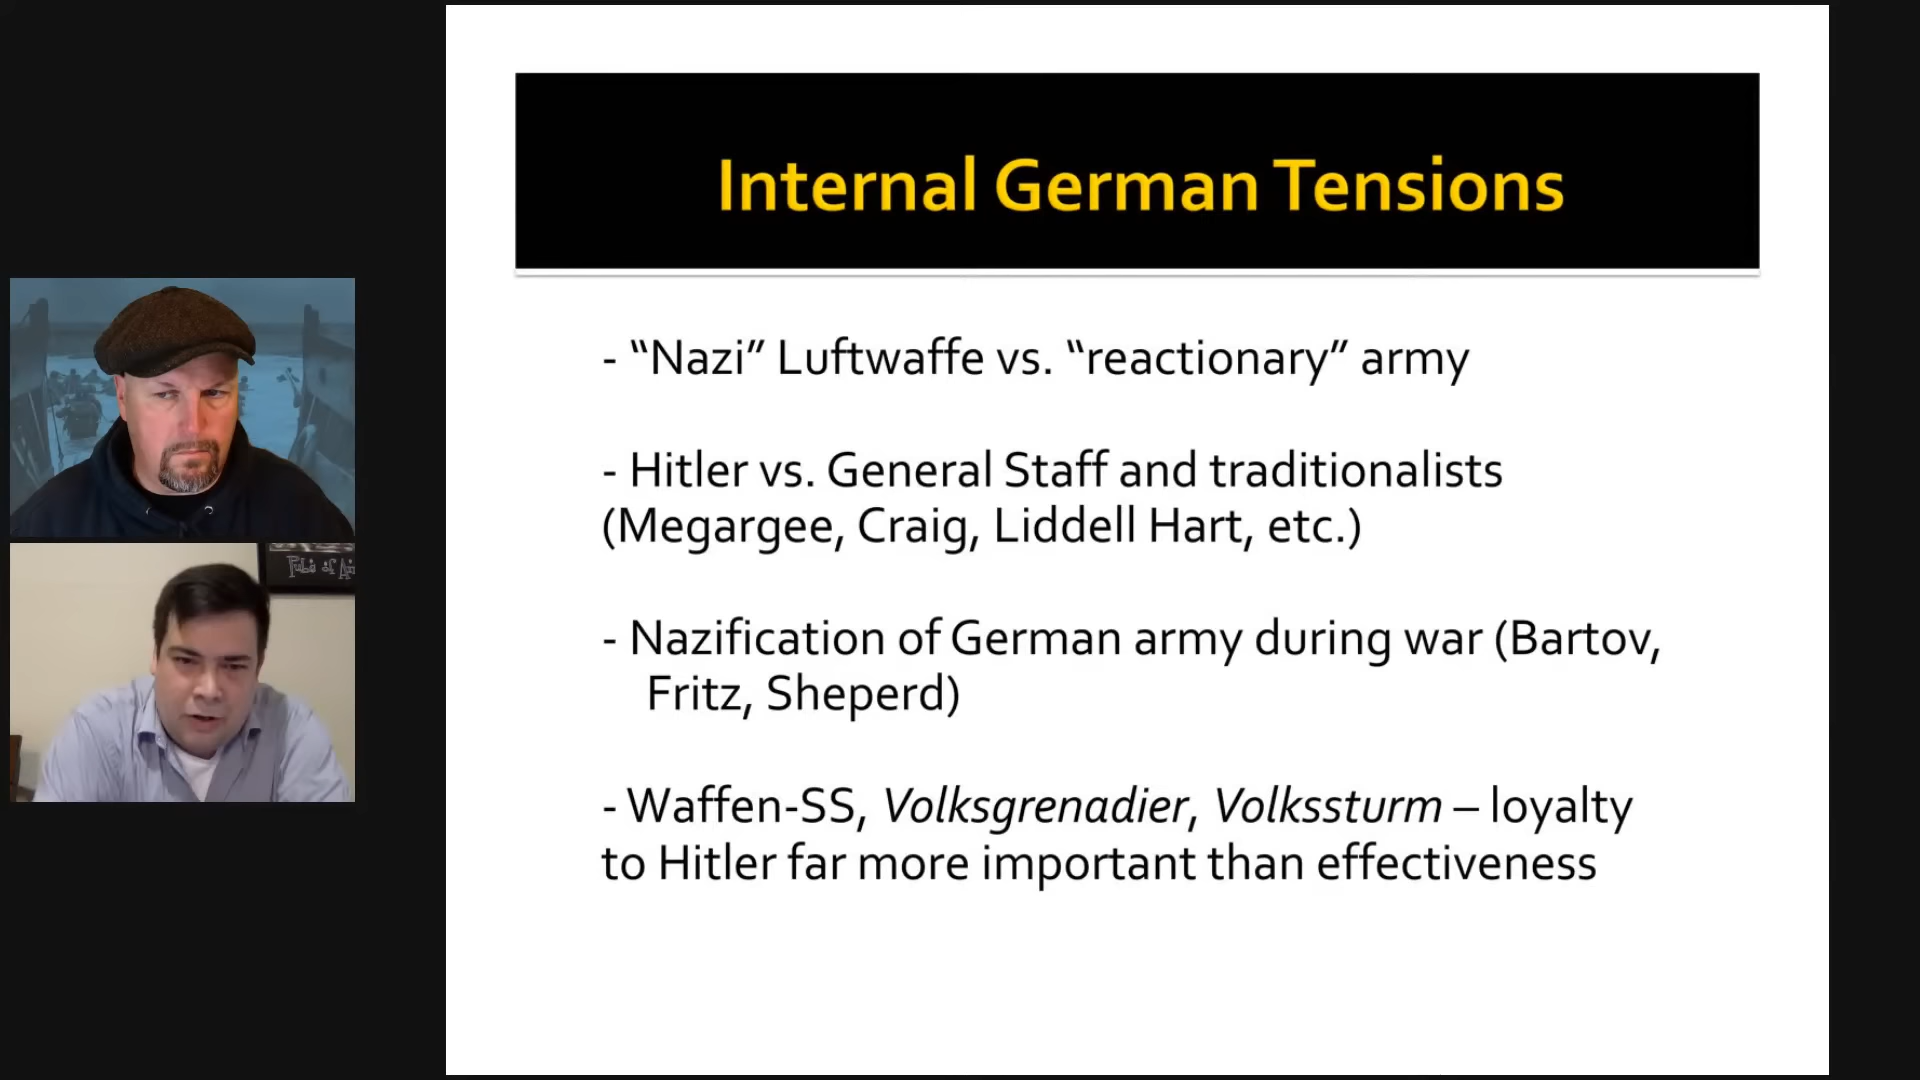 Internal German Tensions
- “Nazi” Luftwaffe vs. “reactionary” army
- Hitler vs. General Staff and traditionalists
(Megargee, Craig, Liddell Hart, etc.)
- Nazification of German army during war (Bartov,
Fritz, Sheperd)
- Waffen-SS, Volksgrenadier, Volkssturm – loyalty
to Hitler far more important than effectiveness